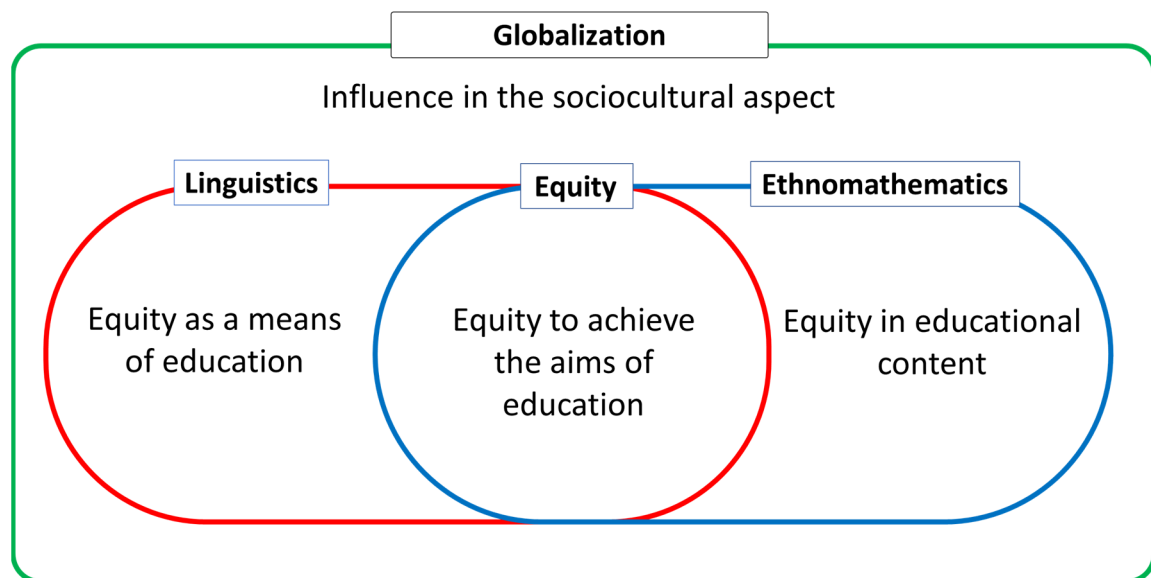 Globalization
Influence in the sociocultural aspect
Linguistics
Equity
Ethnomathematics
Equity as a means
of education
Equity to achieve
the aims of
education
Equity in educational
content